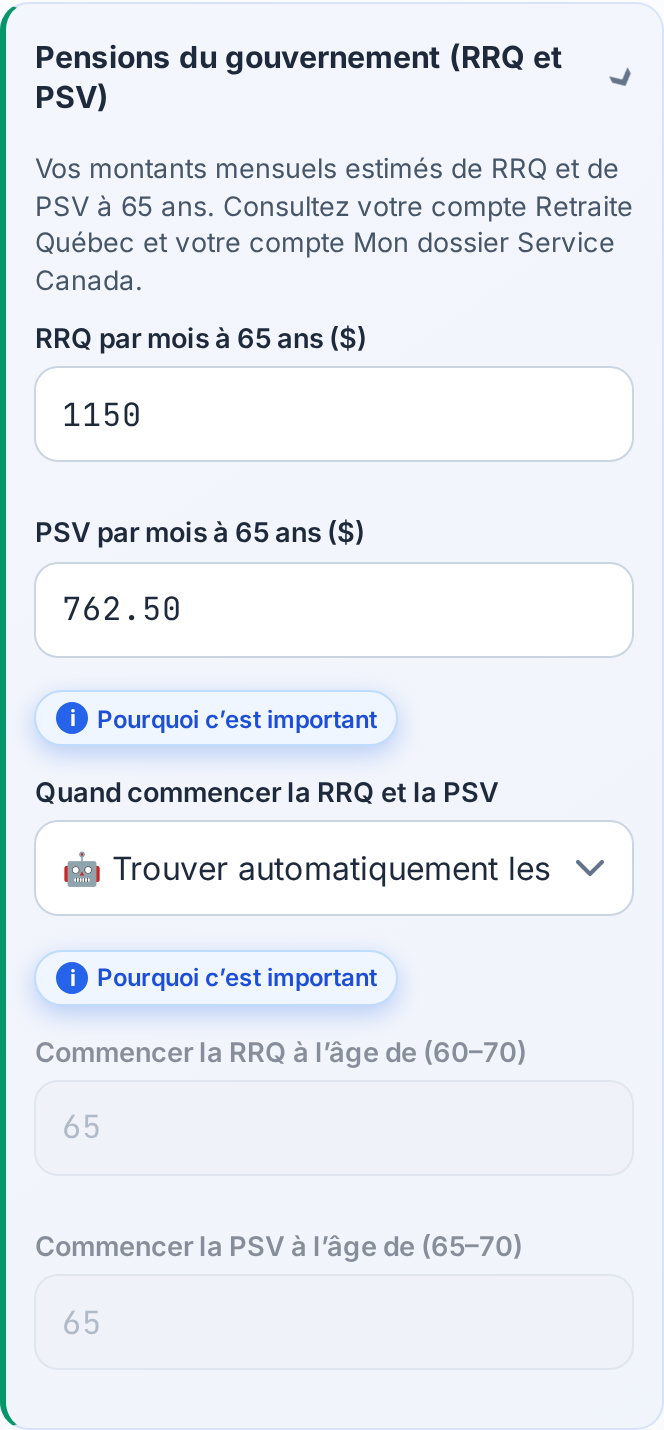 Pensions du gouvernement (RRQ et
PSV)
Vos montants mensuels estimés de RRQ et de
PSV à 65 ans. Consultez votre compte Retraite
Québec et votre compte Mon dossier Service
Canada.
RRQ par mois à 65 ans ($)
1150
PSV par mois à 65 ans ($)
762.50
i Pourquoi c’est important
Quand commencer la RRQ et la PSV
🤖 Trouver automatiquement les
i Pourquoi c’est important
Commencer la RRQ à l’âge de (60–70)
65
Commencer la PSV à l’âge de (65–70)
65